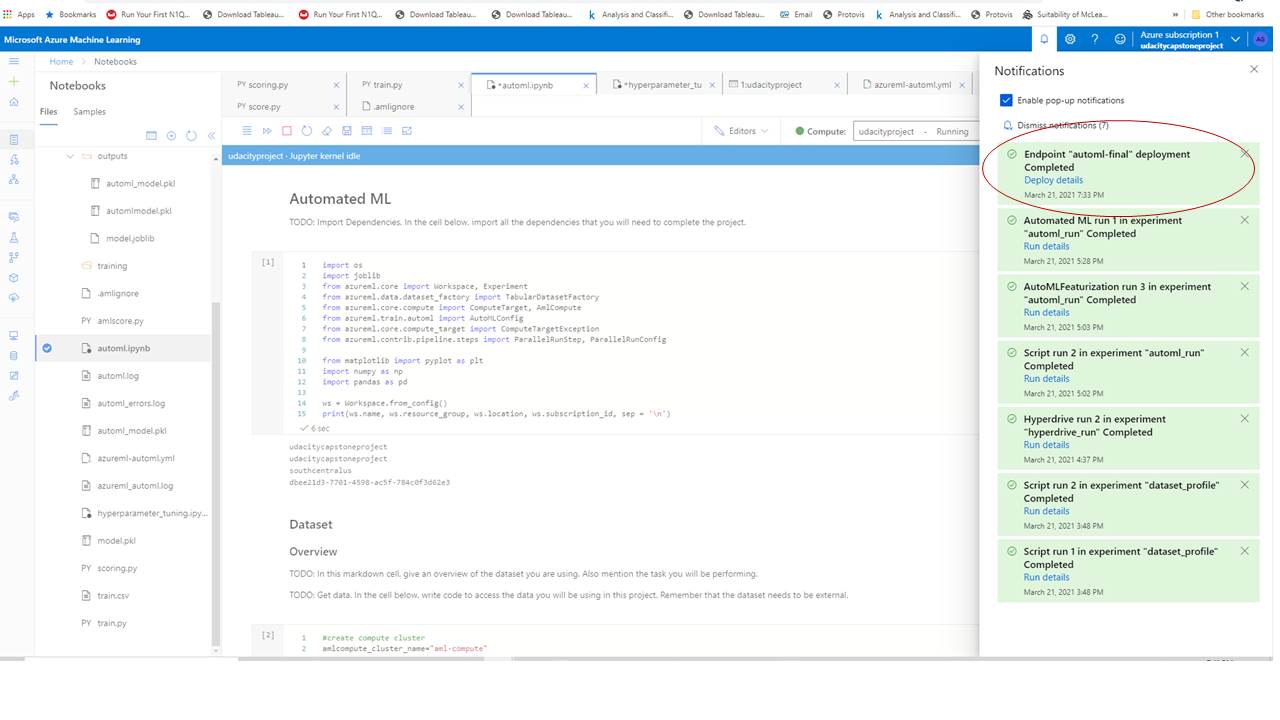 Apps
Bookmarks
Run Your First N1Q...
Download Tableau...
Run Your First N1Q...
Download Tableau...
Download Tableau...
Analysis and Classifi...
Download Tableau...
Email
Protovis
Analysis and Classifi...
Protovis
Suitability of McLea...
»
Other bookmarks
Microsoft Azure Machine Learning
Azure subscription 1
udacitycapstoneproject
AG
Home > Notebooks
Notebooks
Files Samples
outputs
automl_model.pkl
automlmodel.pkl
model.joblib
training
.amlignore
PY amlscore.py
automl.ipynb
automl.log
automl_errors.log
automl_model.pkl
azureml-automl.yml
azureml_automl.log
hyperparameter_tuning.ipy...
model.pkl
PY scoring.py
train.csv
PY train.py
PY scoring.py
PY train.py
*automl.ipynb
*hyperparameter_tu
1:udacityproject
azureml-automl.yml
PY score.py
.amlignore
Editors
Compute: udacityproject - Running
udacityproject · Jupyter kernel idle
Automated ML
TODO: Import Dependencies. In the cell below, import all the dependencies that you will need to complete the project.
[1]
1 import os
2 import joblib
3 from azureml.core import Workspace, Experiment
4 from azureml.data.dataset_factory import TabularDatasetFactory
5 from azureml.core.compute import ComputeTarget, AmlCompute
6 from azureml.train.automl import AutoMLConfig
7 from azureml.core.compute_target import ComputeTargetException
8 from azureml.contrib.pipeline.steps import ParallelRunStep, ParallelRunConfig
9
10 from matplotlib import pyplot as plt
11 import numpy as np
12 import pandas as pd
13
14 ws = Workspace.from_config()
15 print(ws.name, ws.resource_group, ws.location, ws.subscription_id, sep = '\n')
6 sec
udacitycapstoneproject
udacitycapstoneproject
southcentralus
dbee21d3-7701-4598-ac5f-784c0f3d62e3
Dataset
Overview
TODO: In this markdown cell, give an overview of the dataset you are using. Also mention the task you will be performing.
TODO: Get data. In the cell below, write code to access the data you will be using in this project. Remember that the dataset needs to be external.
[2]
1 #create compute cluster
2 amlcompute_cluster_name="aml-compute"
Notifications
Enable pop-up notifications
Dismiss notifications (7)
Endpoint "automl-final" deployment
Completed
Deploy details
March 21, 2021 7:33 PM
Automated ML run 1 in experiment
"automl_run" Completed
Run details
March 21, 2021 5:28 PM
AutoMLFeaturization run 3 in experiment
"automl_run" Completed
Run details
March 21, 2021 5:03 PM
Script run 2 in experiment "automl_run"
Completed
Run details
March 21, 2021 5:02 PM
Hyperdrive run 2 in experiment
"hyperdrive_run" Completed
Run details
March 21, 2021 4:37 PM
Script run 2 in experiment "dataset_profile"
Completed
Run details
March 21, 2021 3:48 PM
Script run 1 in experiment "dataset_profile"
Completed
Run details
March 21, 2021 3:48 PM